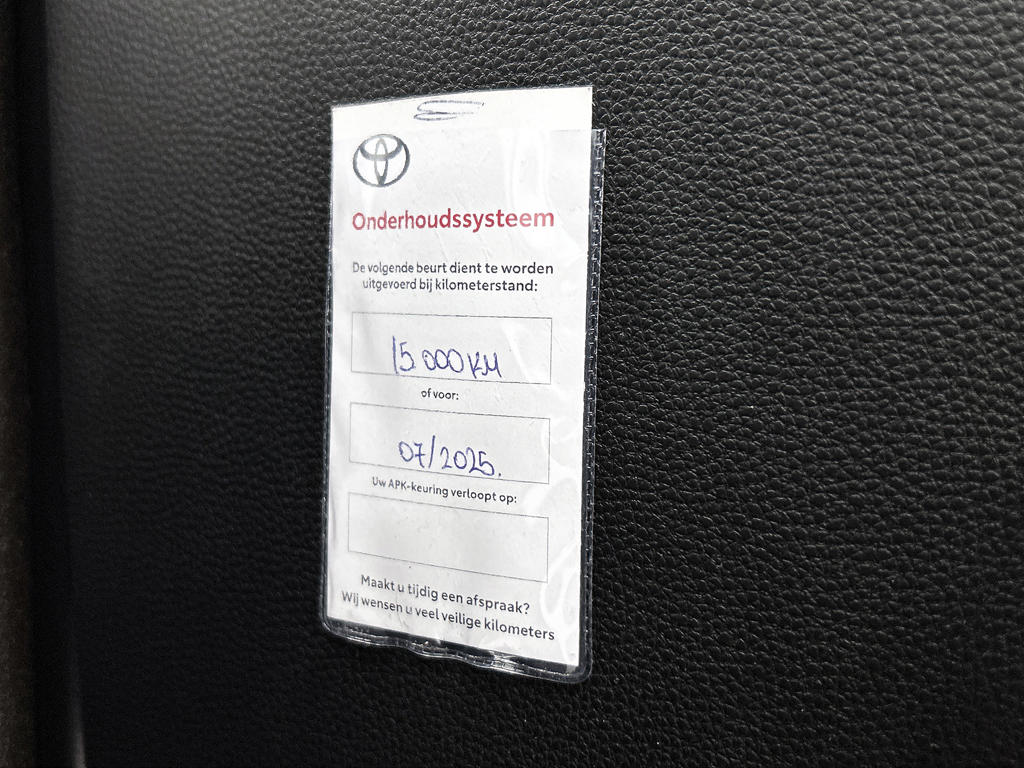 Onderhoudssysteem
De volgende beurt dient te worden
uitgevoerd bij kilometerstand:
15 000 KM
of voor:
07/2025.
Uw APK-keuring verloopt op:
Maakt u tijdig een afspraak?
Wij wensen u veel veilige kilometers